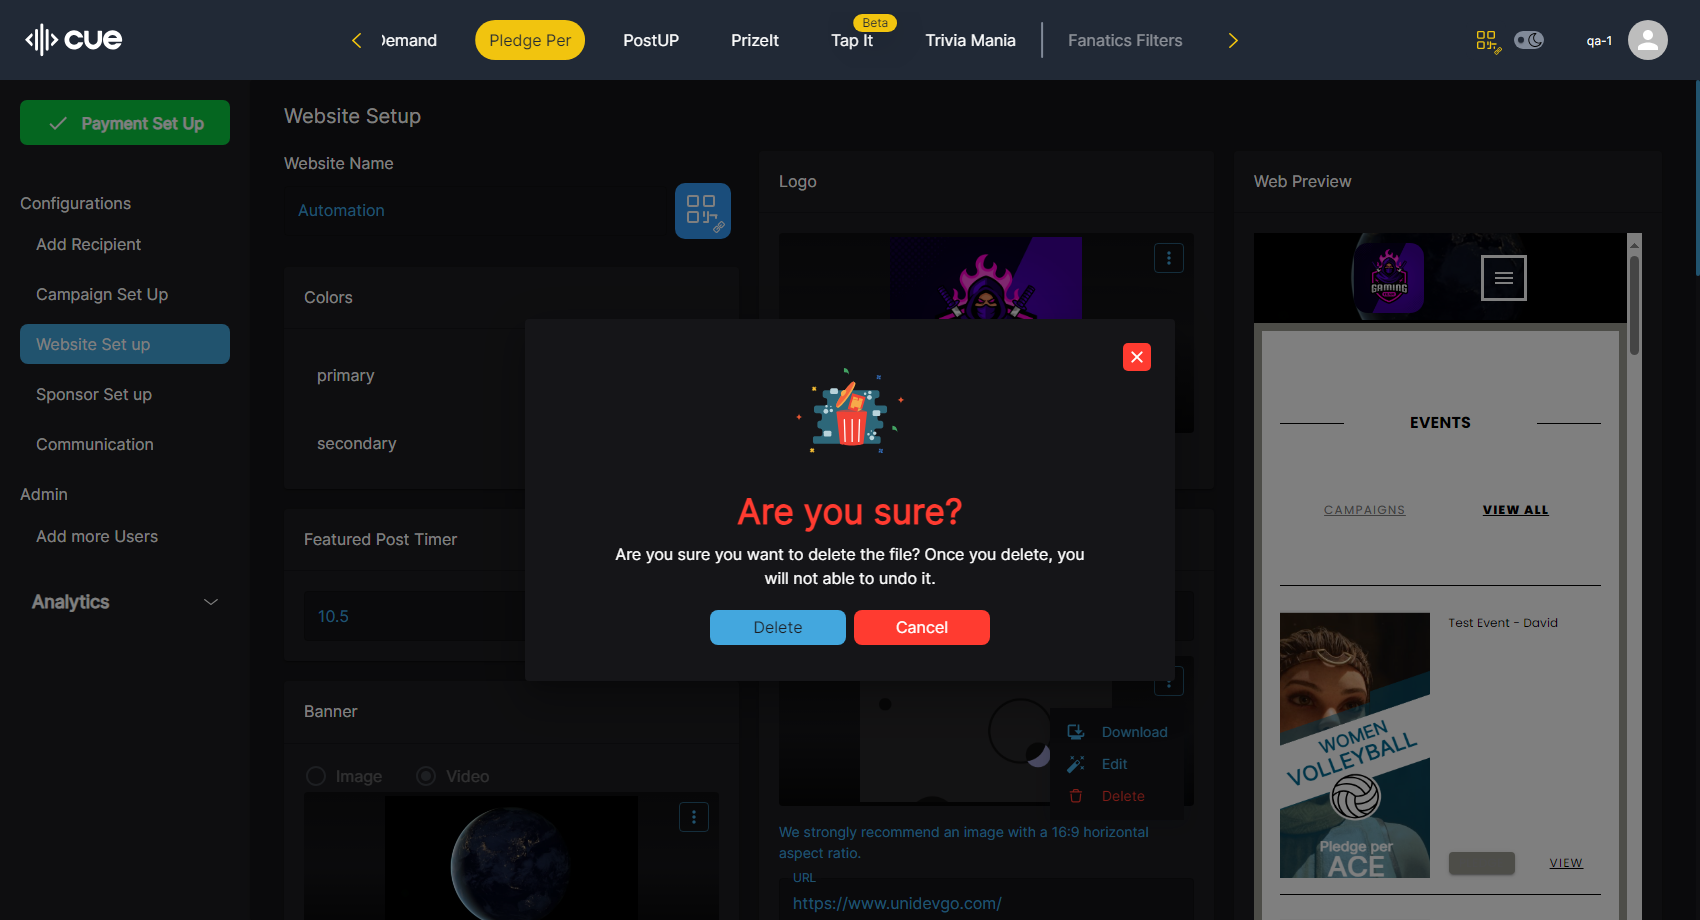 cue
Demand
Pledge Per
PostUP
PrizeIt
Beta
Tap It
Trivia Mania
Fanatics Filters
qa-1
Payment Set Up
Configurations
Add Recipient
Campaign Set Up
Website Set up
Sponsor Set up
Communication
Admin
Add more Users
Analytics
Website Setup
Website Name
Automation
Colors
primary
secondary
Featured Post Timer
10.5
Banner
Image
Video
Logo
Are you sure?
Are you sure you want to delete the file? Once you delete, you
will not able to undo it.
Delete
Cancel
Download
Edit
Delete
We strongly recommend an image with a 16:9 horizontal
aspect ratio.
URL
https://www.unidevgo.com/
Web Preview
GAMING
EVENTS
CAMPAIGNS
VIEW ALL
Test Event - David
WOMEN
VOLLEYBALL
Pledge per
ACE
VIEW